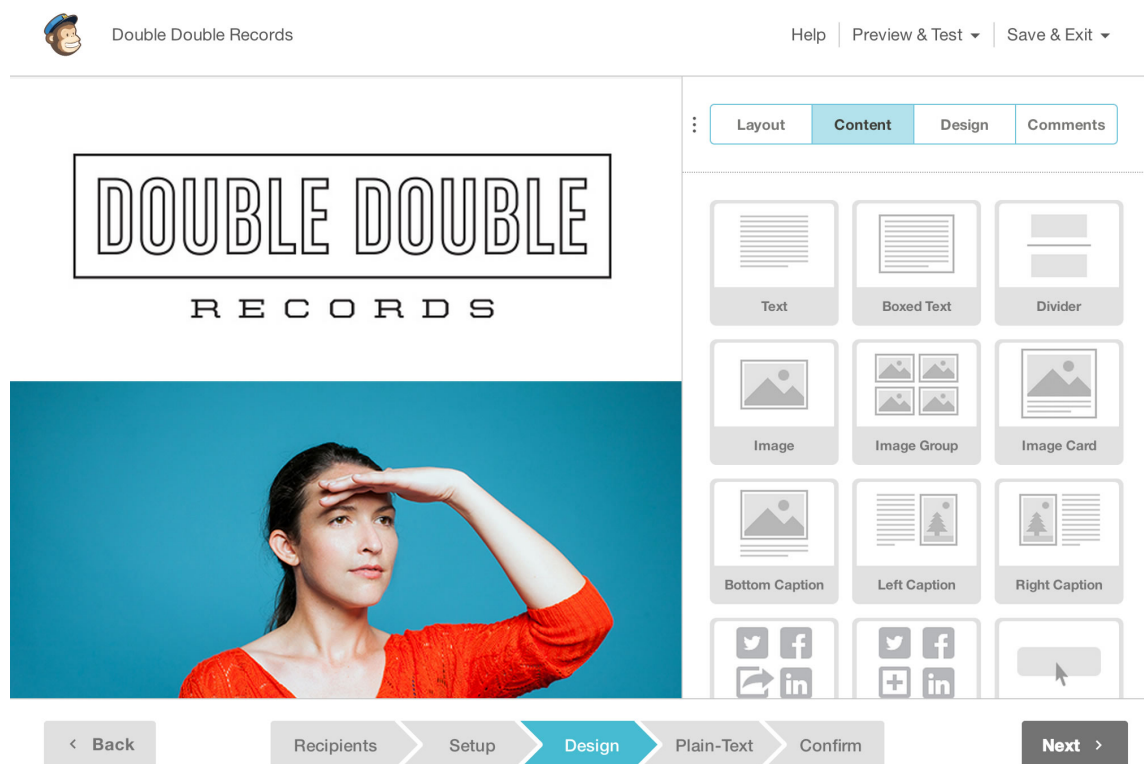 Double Double Records
Help
Preview & Test
Save & Exit
Layout
Content
Design
Comments
DOUBLE DOUBLE
RECORDS
Text
Boxed Text
Divider
Image
Image Group
Image Card
Bottom Caption
Left Caption
Right Caption
Back
Recipients
Setup
Design
Plain-Text
Confirm
Next